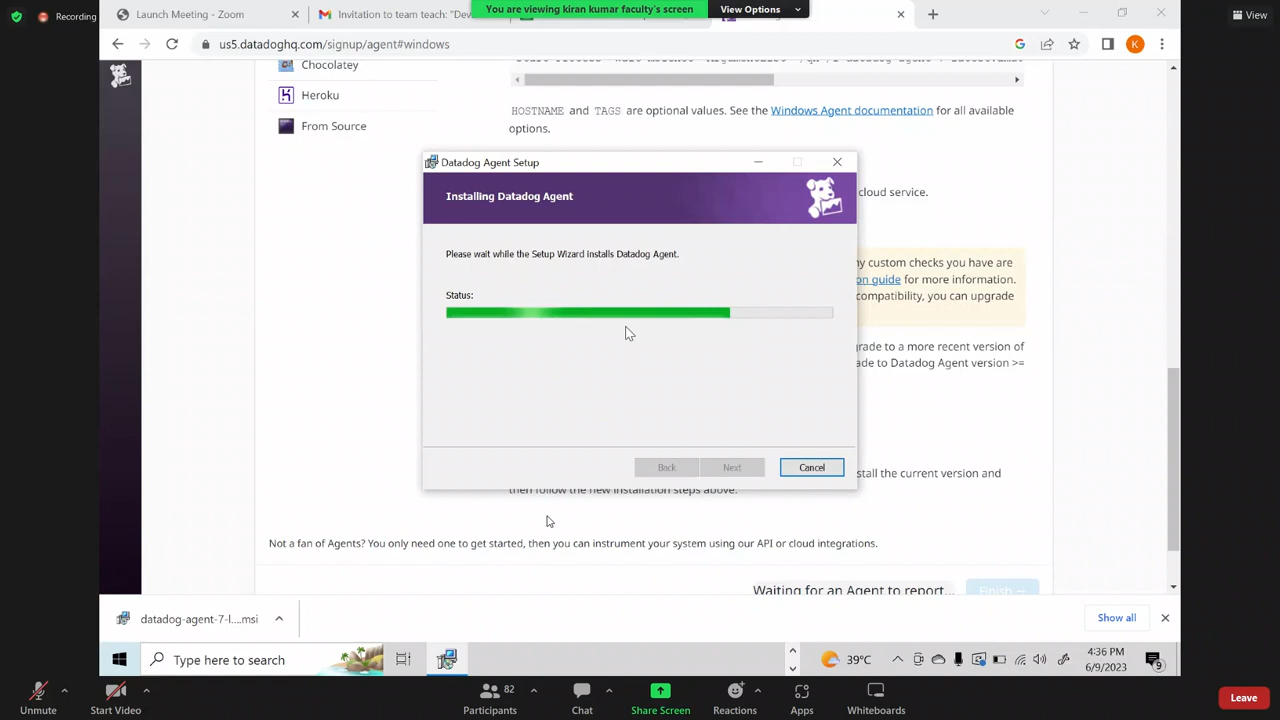 Recording
You are viewing kiran kumar faculty's screen
View Options
View
Launch Meeting - Zoom
Invitation to team teach: "Dev
us5.datadoghq.com/signup/agent#windows
K
Chocolatey
Heroku
From Source
HOSTNAME and TAGS are optional values. See the Windows Agent documentation for all available
options.
cloud service.
Datadog Agent Setup
Installing Datadog Agent
Please wait while the Setup Wizard installs Datadog Agent.
Status:
Back
Next
Cancel
ny custom checks you have are
on guide for more information.
compatibility, you can upgrade
grade to a more recent version of
ade to Datadog Agent version >=
stall the current version and
then follow the new installation steps above.
Not a fan of Agents? You only need one to get started, then you can instrument your system using our API or cloud integrations.
Waiting for an Agent to report...
Finish
datadog-agent-7-l....msi
Show all
Type here to search
39°C
4:36 PM
6/9/2023
9
Unmute
Start Video
82
Participants
Chat
Share Screen
Reactions
Apps
Whiteboards
Leave